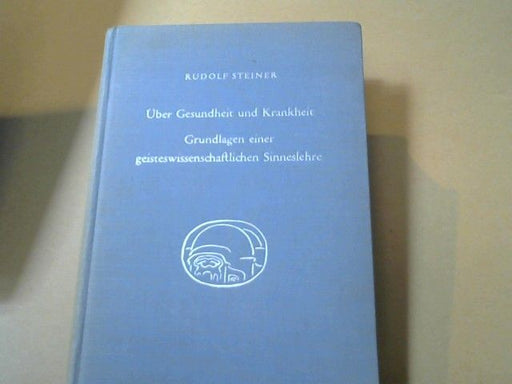 RUDOLF STEINER
Über Gesundheit und Krankheit
Grundlagen einer
geisteswissenschaftlichen Sinneslehre